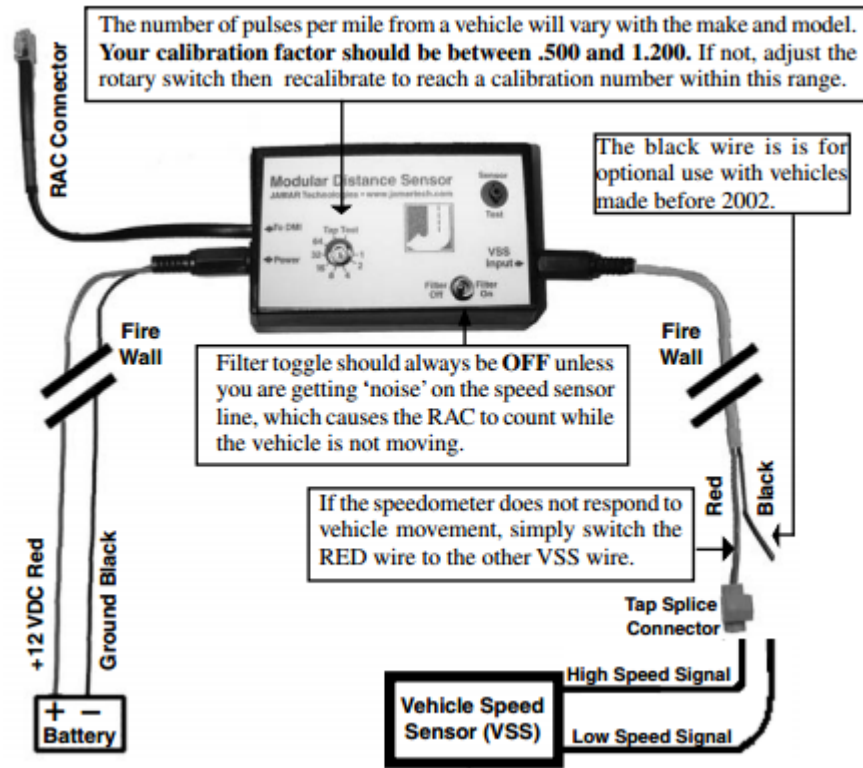 The number of pulses per mile from a vehicle will vary with the make and model.
Your calibration factor should be between .500 and 1.200. If not, adjust the
rotary switch then recalibrate to reach a calibration number within this range.
RAC Connector
The black wire is is for
optional use with vehicles
made before 2002.
Modular Distance Sensor
JAMAR Technologies • www.jamartech.com
Sensor
Test
To DMI
Tap Test
64
32
16
8
4
2
1
Power
VSS
Input
Filter
Off
Filter
On
Fire
Wall
Fire
Wall
Filter toggle should always be OFF unless
you are getting ‘noise’ on the speed sensor
line, which causes the RAC to count while
the vehicle is not moving.
If the speedometer does not respond to
vehicle movement, simply switch the
RED wire to the other VSS wire.
Red
Black
+12 VDC Red
Ground Black
Tap Splice
Connector
High Speed Signal
Vehicle Speed
Sensor (VSS)
Low Speed Signal
+ −
Battery